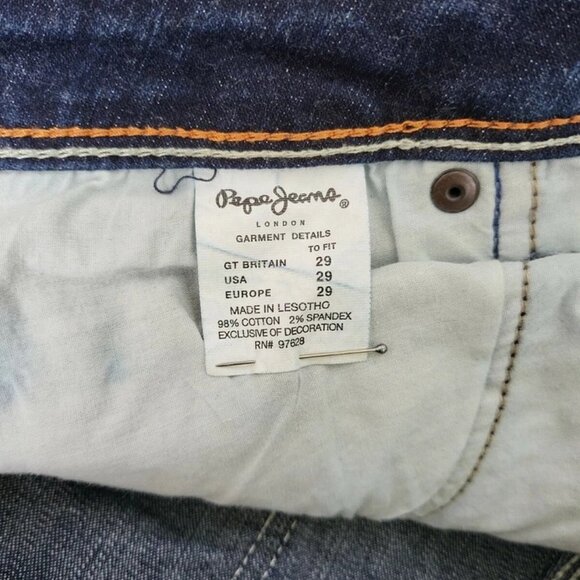 Pepe Jeans ®
LONDON
GARMENT DETAILS
TO FIT
GT BRITAIN 29
USA 29
EUROPE 29
MADE IN LESOTHO
98% COTTON 2% SPANDEX
EXCLUSIVE OF DECORATION
RN# 97628